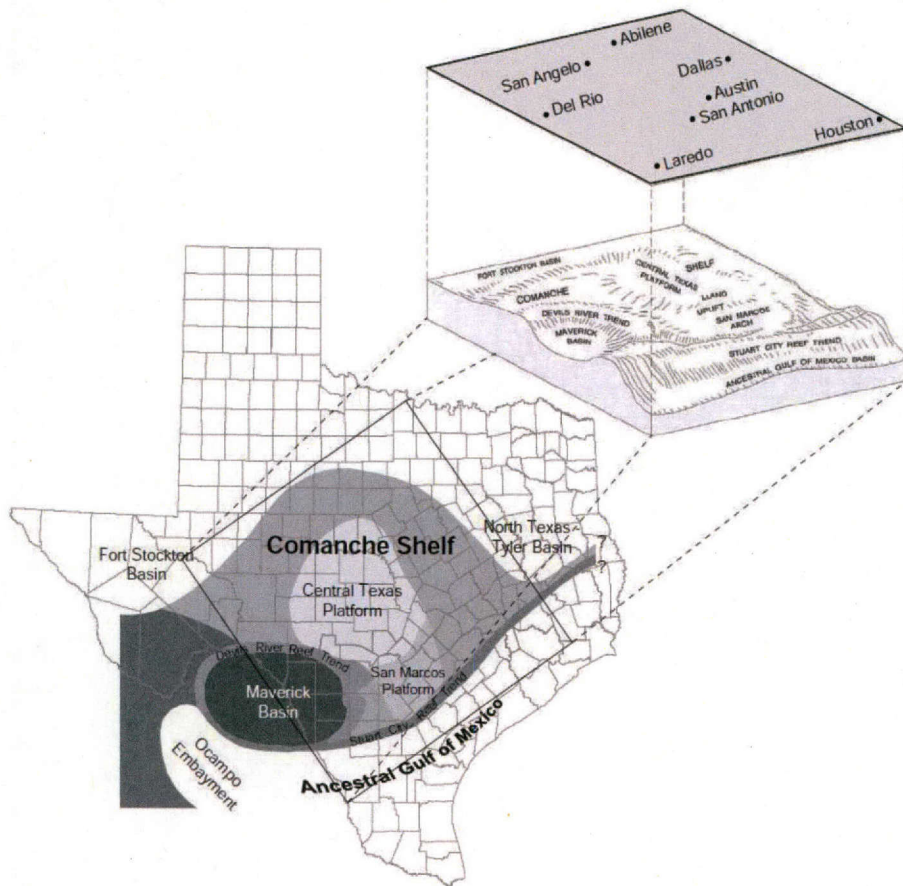 Abilene
San Angelo
Dallas
Del Rio
Austin
San Antonio
Houston
Laredo
FORT STOCKTON BASIN
CENTRAL TEXAS
PLATFORM
SHELF
COMANCHE
LLANO
UPLIFT
DEVILS RIVER TREND
SAN MARCOS
ARCH
MAVERICK
BASIN
STUART CITY REEF TREND
ANCESTRAL GULF OF MEXICO BASIN
North Texas
Tyler Basin
?
?
Comanche Shelf
Fort Stockton
Basin
Central Texas
Platform
Devils River Reef Trend
San Marcos
Platform
Maverick
Basin
Stuart City Reef Trend
Ocampo
Embayment
Ancestral Gulf of Mexico